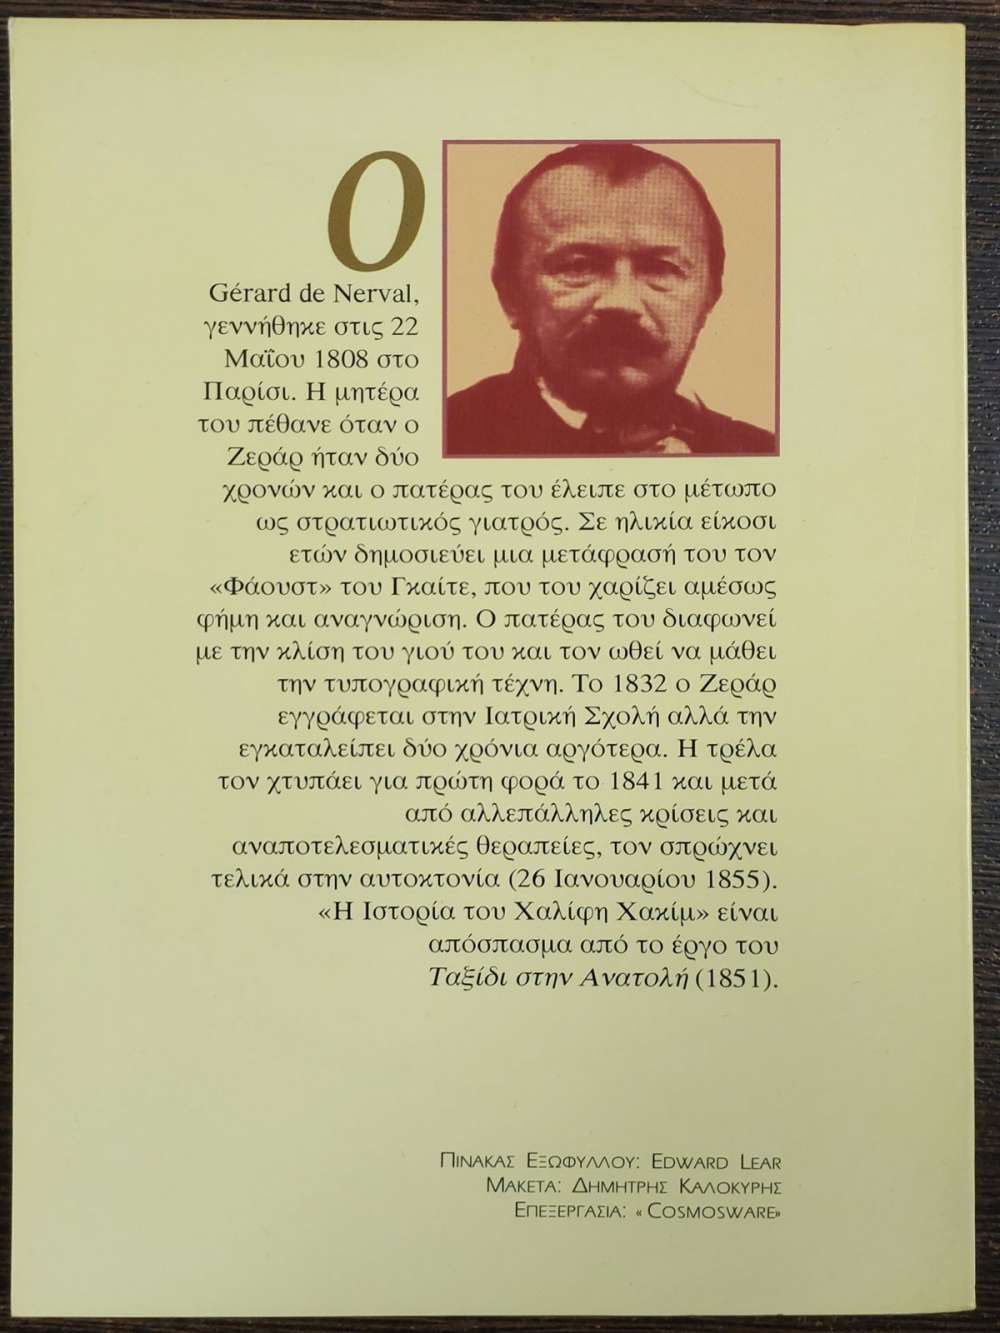 Ο
Gérard de Nerval,
γεννήθηκε στις 22
Μαΐου 1808 στο
Παρίσι. Η μητέρα
του πέθανε όταν ο
Ζεράρ ήταν δύο
χρονών και ο πατέρας του έλειπε στο μέτωπο
ως στρατιωτικός γιατρός. Σε ηλικία είκοσι
ετών δημοσιεύει μια μετάφρασή του τον
«Φάουστ» του Γκαίτε, που του χαρίζει αμέσως
φήμη και αναγνώριση. Ο πατέρας του διαφωνεί
με την κλίση του γιού του και τον ωθεί να μάθει
την τυπογραφική τέχνη. Το 1832 ο Ζεράρ
εγγράφεται στην Ιατρική Σχολή αλλά την
εγκαταλείπει δύο χρόνια αργότερα. Η τρέλα
τον χτυπάει για πρώτη φορά το 1841 και μετά
από αλλεπάλληλες κρίσεις και
αναποτελεσματικές θεραπείες, τον σπρώχνει
τελικά στην αυτοκτονία (26 Ιανουαρίου 1855).
«Η Ιστορία του Χαλίφη Χακίμ» είναι
απόσπασμα από το έργο του
Ταξίδι στην Ανατολή (1851).
ΠΙΝΑΚΑΣ ΕΞΩΦΥΛΛΟΥ: EDWARD LEAR
ΜΑΚΕΤΑ: ΔΗΜΗΤΡΗΣ ΚΑΛΟΚΥΡΗΣ
ΕΠΕΞΕΡΓΑΣΙΑ: «COSMOSWARE»